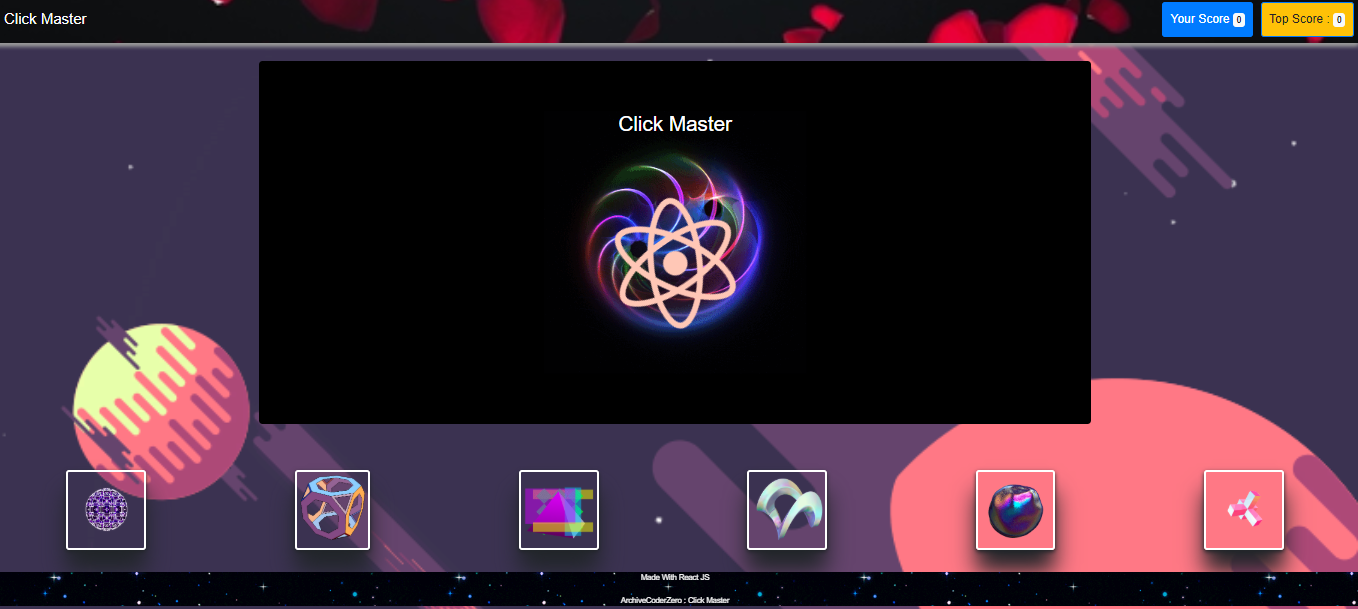 Click Master
Your Score 0
Top Score : 0
Click Master
Made With React JS
ArchiveCoderZero : Click Master